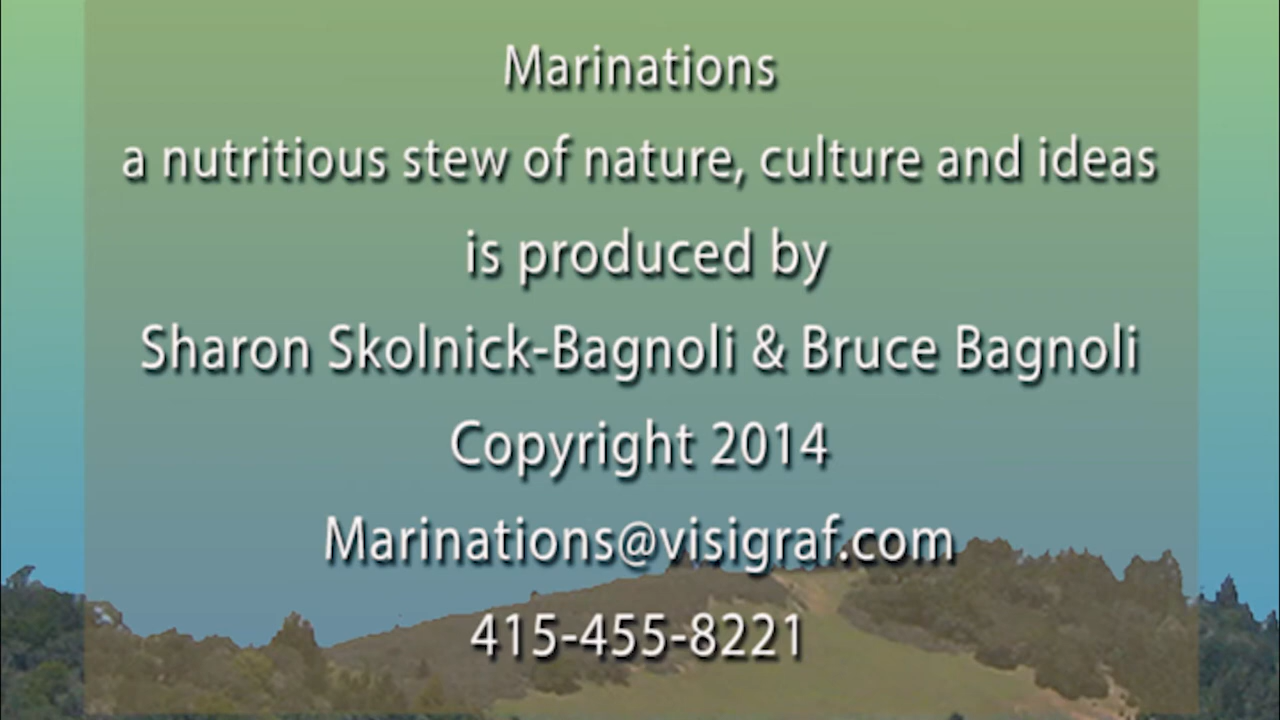 Marinations
a nutritious stew of nature, culture and ideas
is produced by
Sharon Skolnick-Bagnoli & Bruce Bagnoli
Copyright 2014
Marinations@visigraf.com
415-455-8221